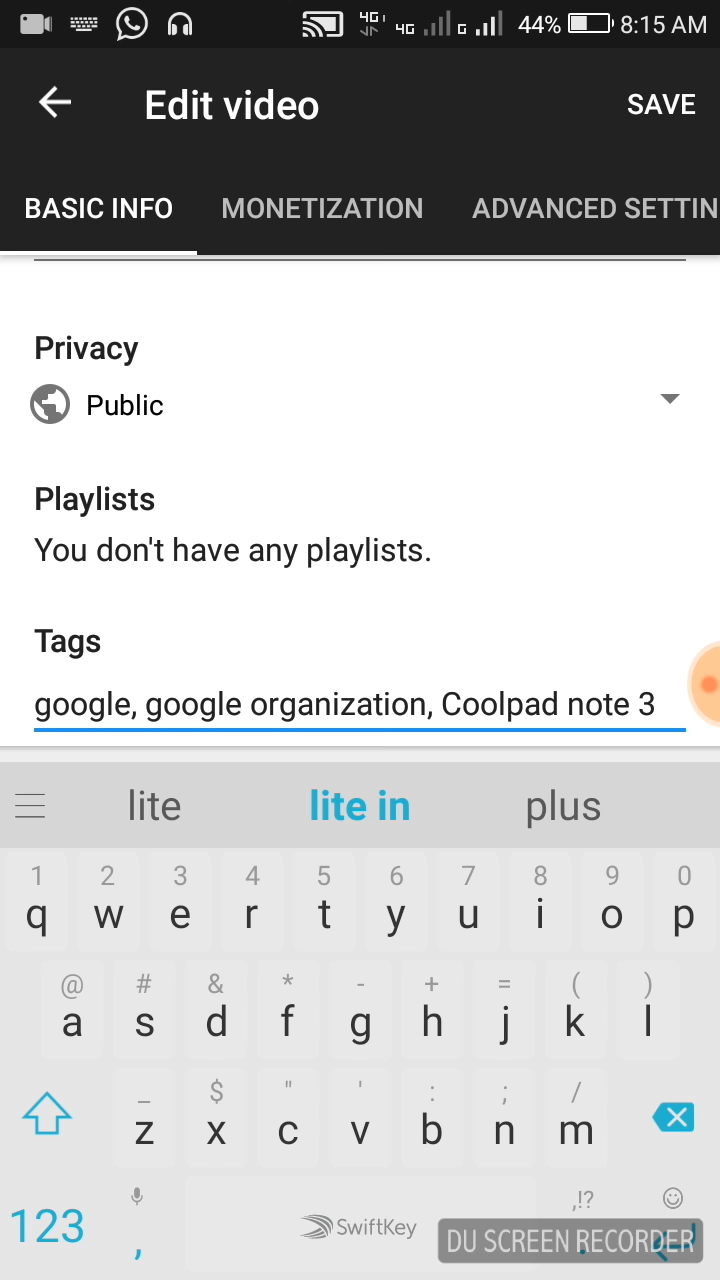 4G 4G G 44% 8:15 AM
Edit video SAVE
BASIC INFO MONETIZATION ADVANCED SETTIN
Privacy
Public
Playlists
You don't have any playlists.
Tags
google, google organization, Coolpad note 3
lite lite in plus
1 2 3 4 5 6 7 8 9 0
q w e r t y u i o p
@ # & * - + = ( )
a s d f g h j k l
_ $ " ' : ; /
z x c v b n m
,!?
123 , SwiftKey .
DU SCREEN RECORDER